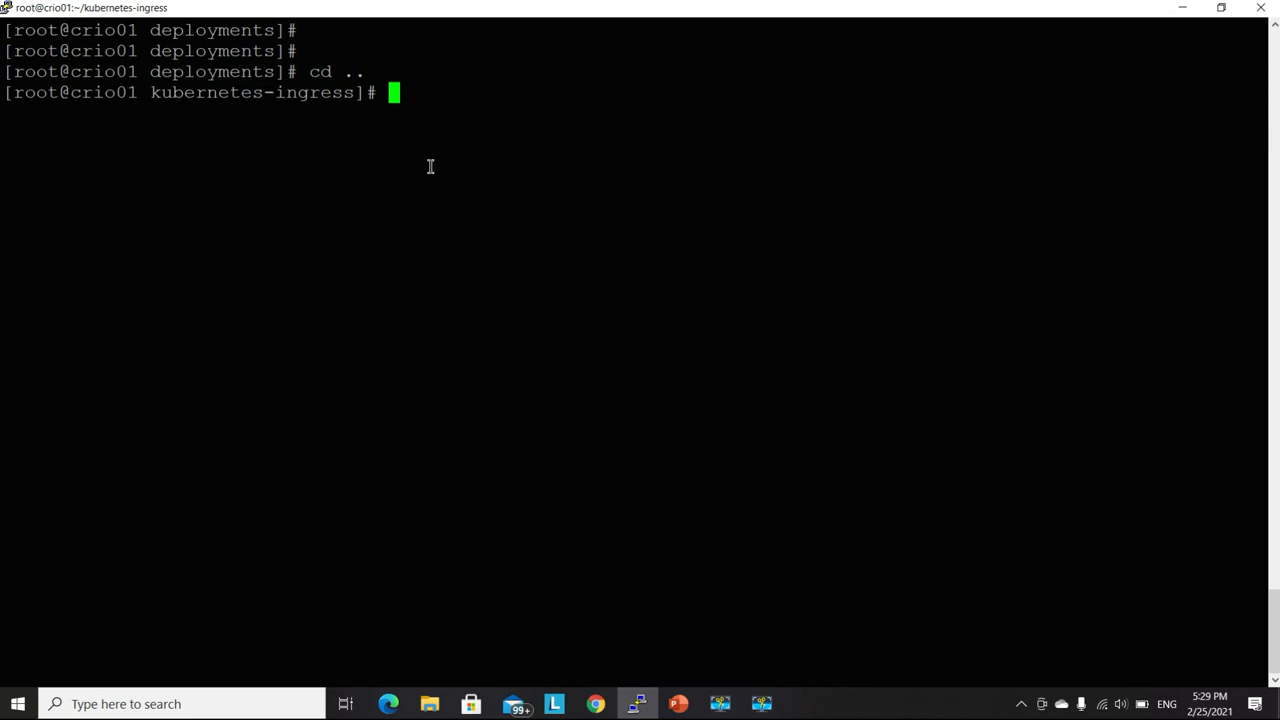 root@crio01:~/kubernetes-ingress
[root@crio01 deployments]#
[root@crio01 deployments]#
[root@crio01 deployments]# cd ..
[root@crio01 kubernetes-ingress]#
Type here to search
99+
L
P
ENG
5:29 PM
2/25/2021